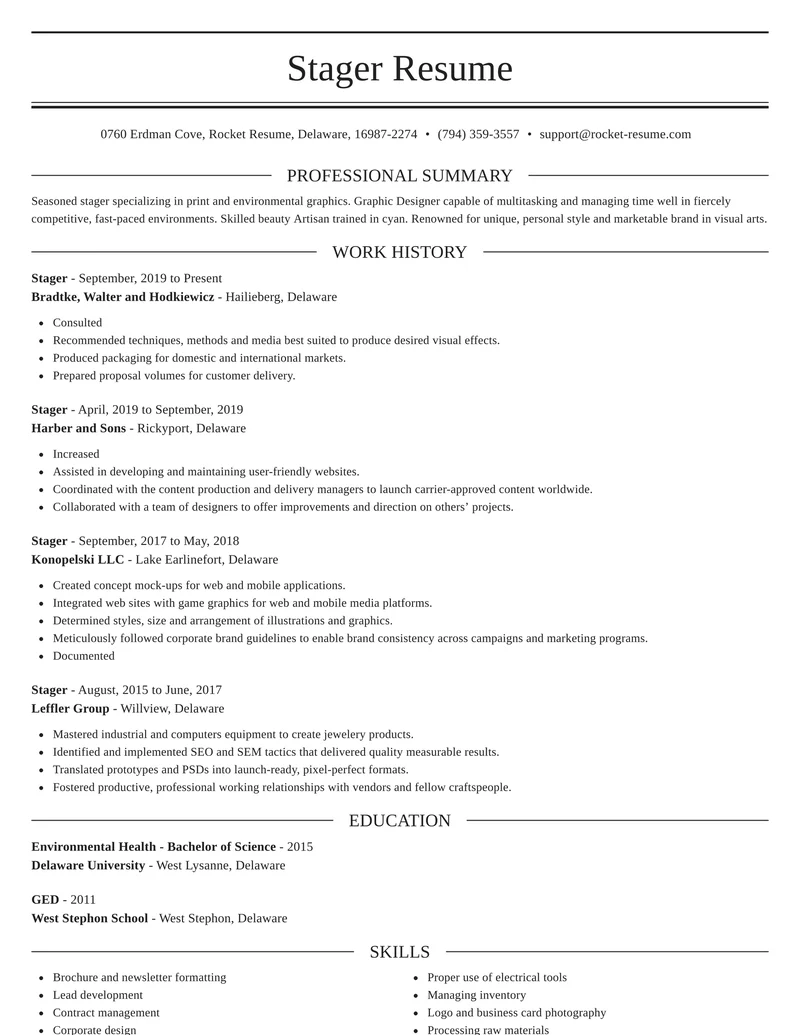 Stager Resume
0760 Erdman Cove, Rocket Resume, Delaware, 16987-2274 • (794) 359-3557 • support@rocket-resume.com
PROFESSIONAL SUMMARY
Seasoned stager specializing in print and environmental graphics. Graphic Designer capable of multitasking and managing time well in fiercely
competitive, fast-paced environments. Skilled beauty Artisan trained in cyan. Renowned for unique, personal style and marketable brand in visual arts.
WORK HISTORY
Stager - September, 2019 to Present
Bradtke, Walter and Hodkiewicz - Hailieberg, Delaware
• Consulted
• Recommended techniques, methods and media best suited to produce desired visual effects.
• Produced packaging for domestic and international markets.
• Prepared proposal volumes for customer delivery.
Stager - April, 2019 to September, 2019
Harber and Sons - Rickyport, Delaware
• Increased
• Assisted in developing and maintaining user-friendly websites.
• Coordinated with the content production and delivery managers to launch carrier-approved content worldwide.
• Collaborated with a team of designers to offer improvements and direction on others’ projects.
Stager - September, 2017 to May, 2018
Konopelski LLC - Lake Earlinefort, Delaware
• Created concept mock-ups for web and mobile applications.
• Integrated web sites with game graphics for web and mobile media platforms.
• Determined styles, size and arrangement of illustrations and graphics.
• Meticulously followed corporate brand guidelines to enable brand consistency across campaigns and marketing programs.
• Documented
Stager - August, 2015 to June, 2017
Leffler Group - Willview, Delaware
• Mastered industrial and computers equipment to create jewelery products.
• Identified and implemented SEO and SEM tactics that delivered quality measurable results.
• Translated prototypes and PSDs into launch-ready, pixel-perfect formats.
• Fostered productive, professional working relationships with vendors and fellow craftspeople.
EDUCATION
Environmental Health - Bachelor of Science - 2015
Delaware University - West Lysanne, Delaware
GED - 2011
West Stephon School - West Stephon, Delaware
SKILLS
• Brochure and newsletter formatting
• Lead development
• Contract management
• Corporate design
• Proper use of electrical tools
• Managing inventory
• Logo and business card photography
• Processing raw materials